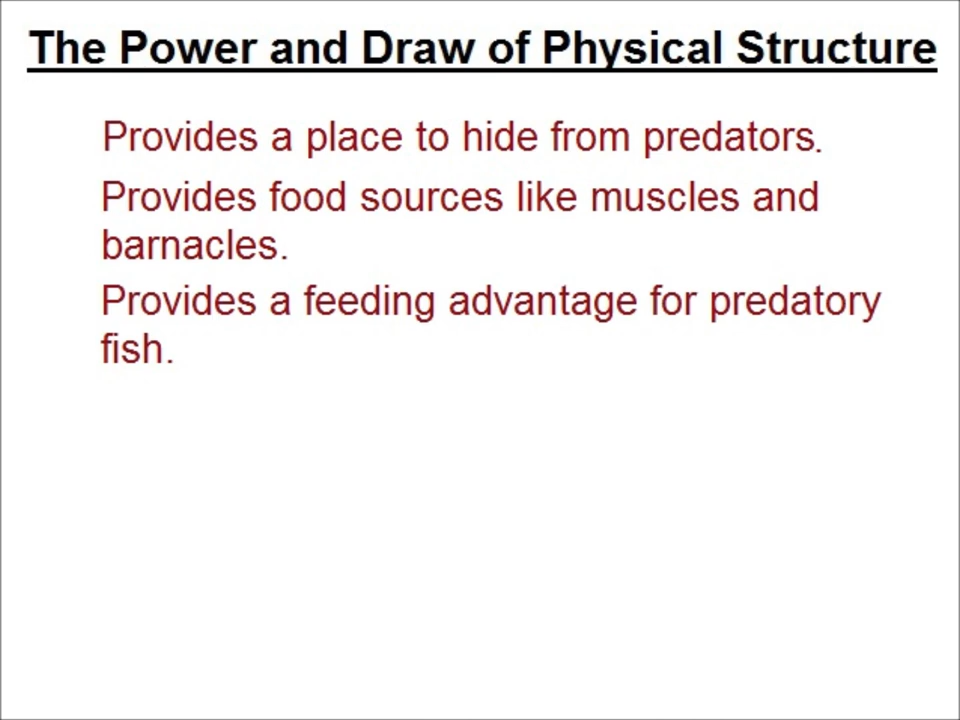 The Power and Draw of Physical Structure
Provides a place to hide from predators.
Provides food sources like muscles and
barnacles.
Provides a feeding advantage for predatory
fish.